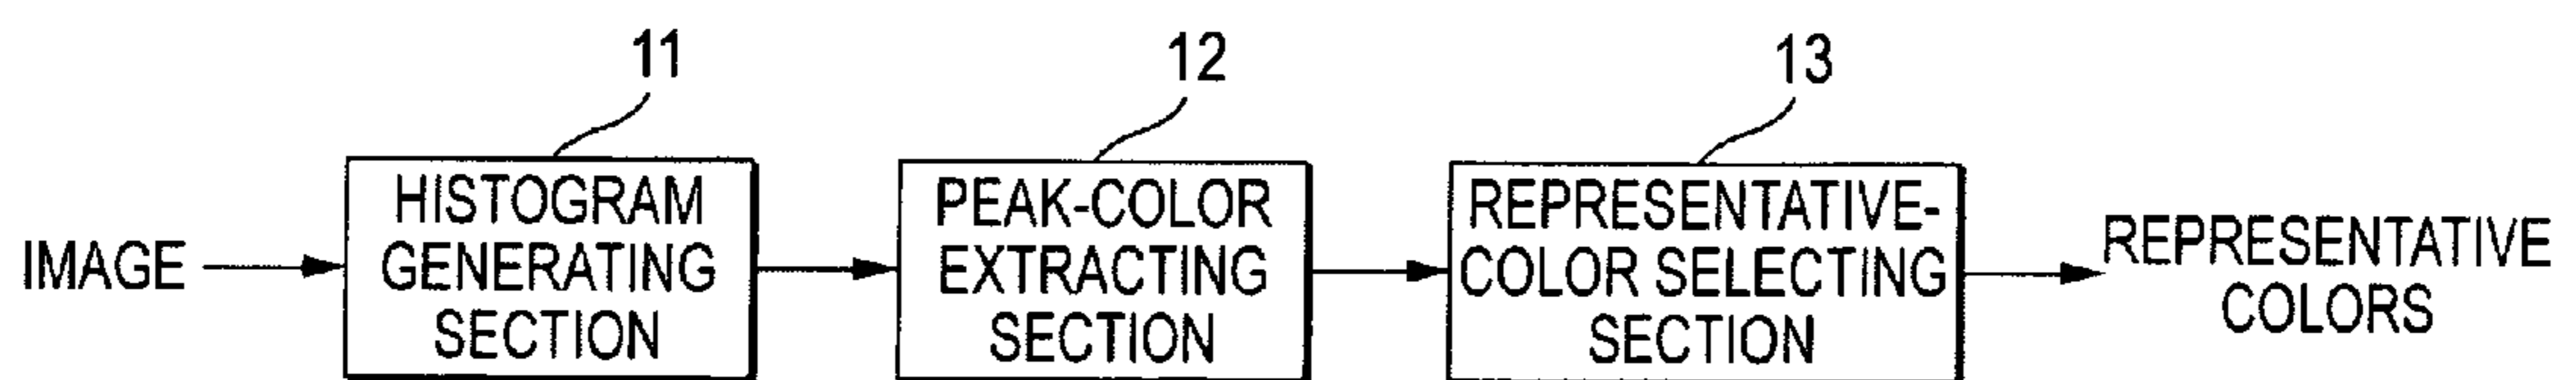 11
12
13
IMAGE
HISTOGRAM
GENERATING
SECTION
PEAK-COLOR
EXTRACTING
SECTION
REPRESENTATIVE-
COLOR SELECTING
SECTION
REPRESENTATIVE
COLORS